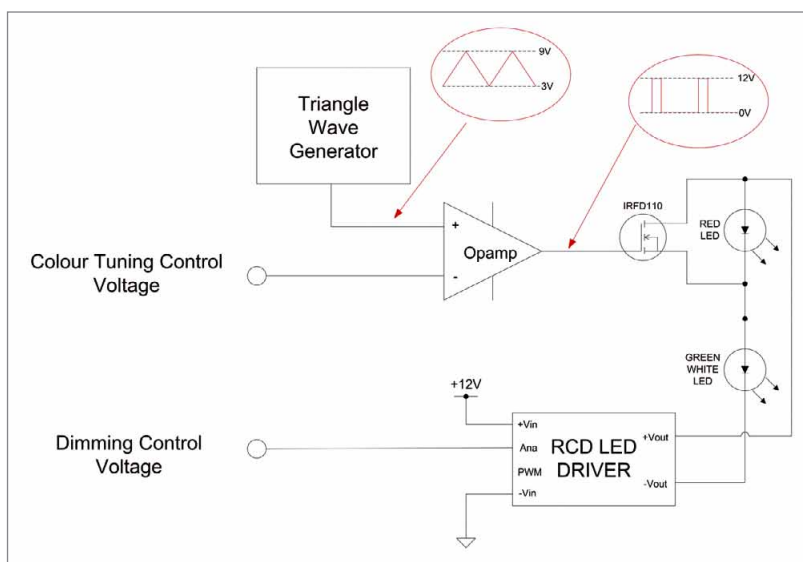 9V
3V
12V
0V
Triangle
Wave
Generator
IRFD110
RED
LED
+
Opamp
-
Colour Tuning Control
Voltage
GREEN
WHITE
LED
+12V
+Vin
Ana
PWM
-Vin
RCD LED
DRIVER
+Vout
-Vout
Dimming Control
Voltage